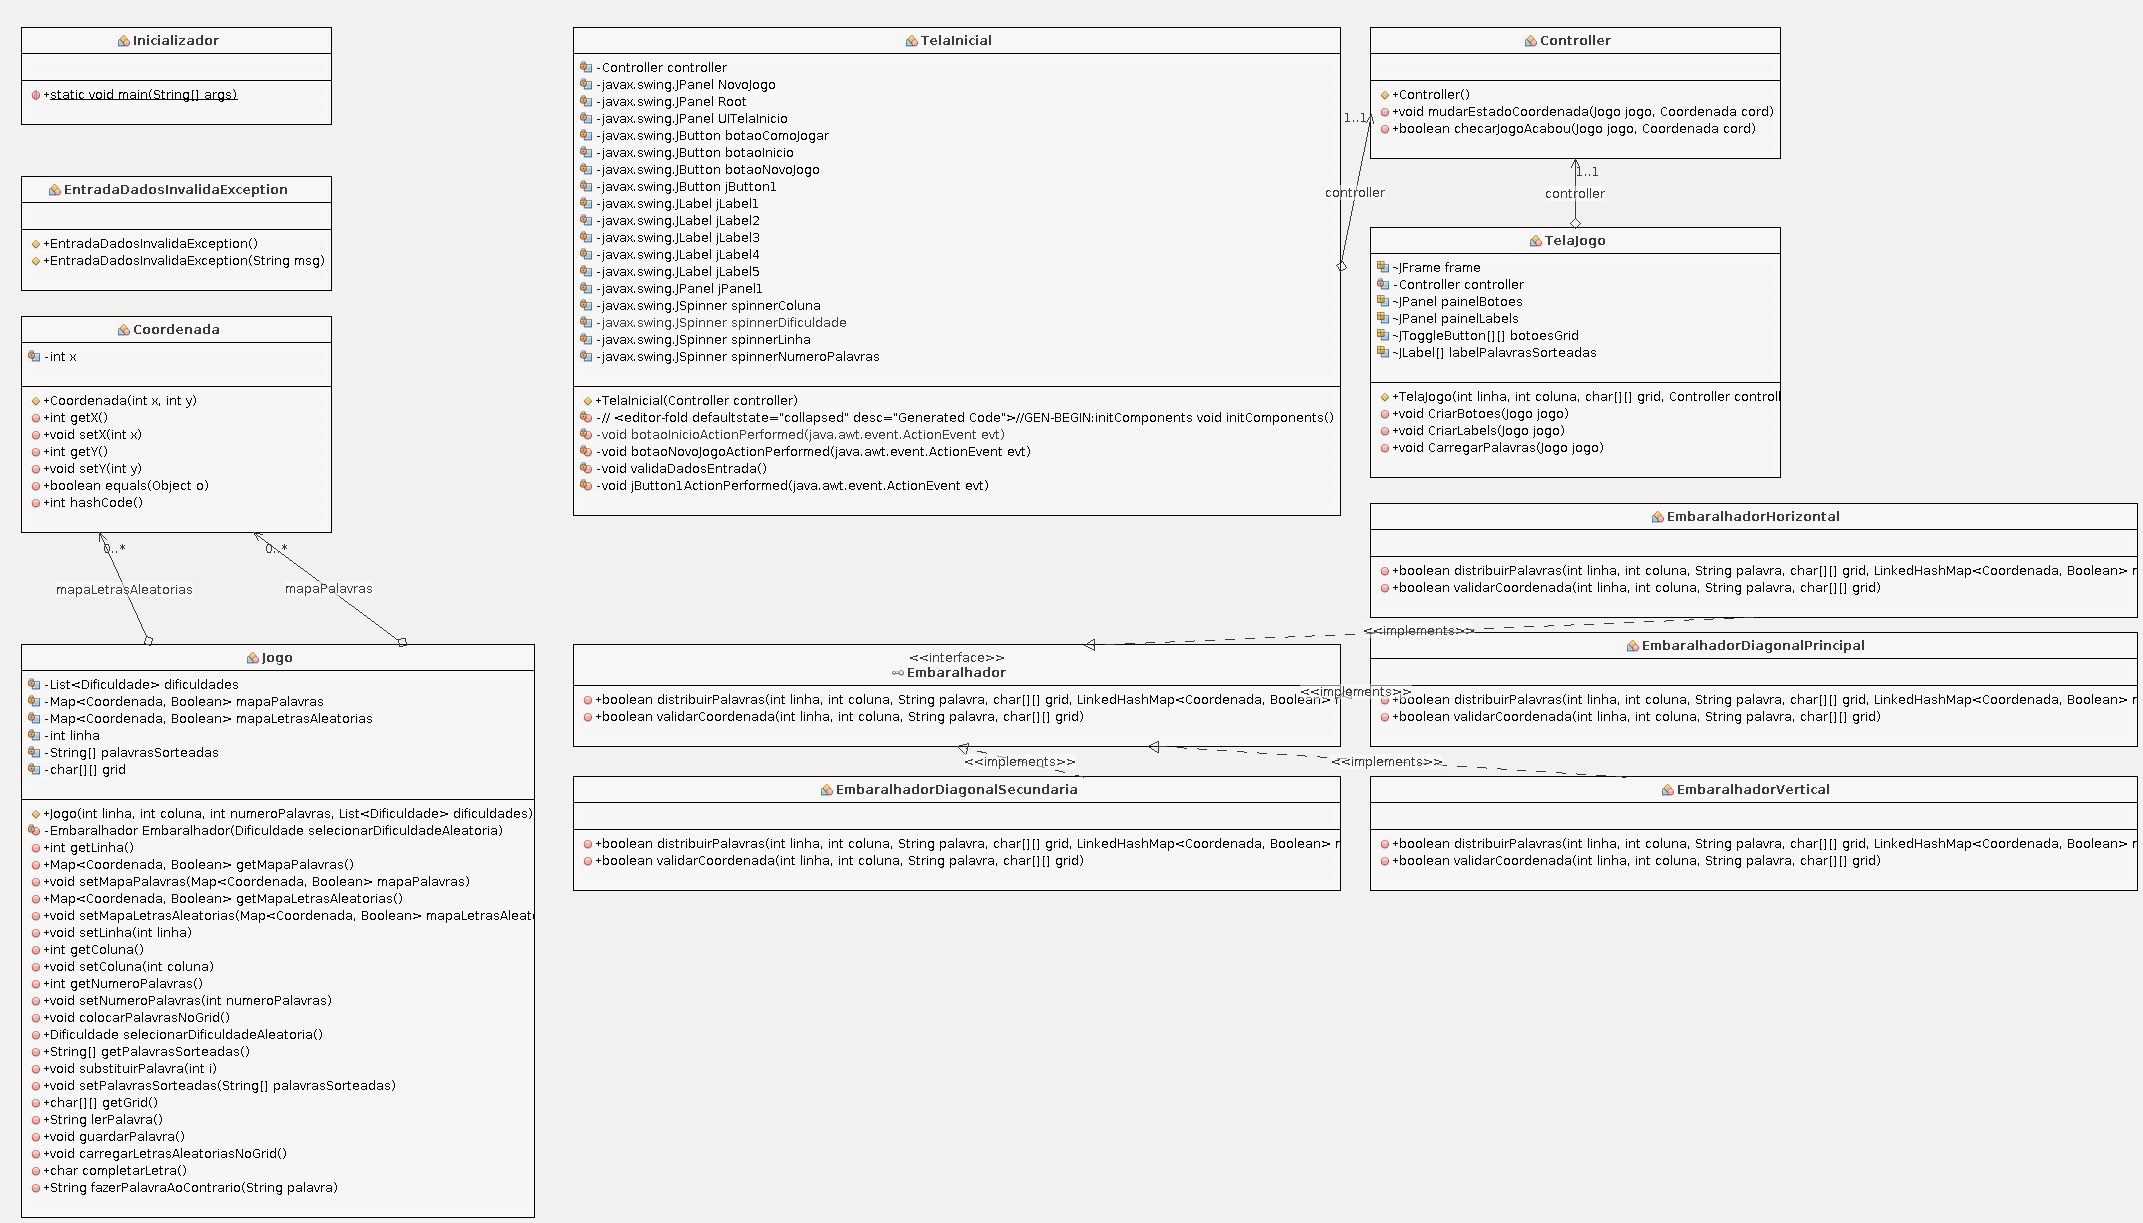 Inicializador
+static void main(String[] args)
EntradaDadosInvalidaException
+EntradaDadosInvalidaException()
+EntradaDadosInvalidaException(String msg)
Coordenada
-int x
+Coordenada(int x, int y)
+int getX()
+void setX(int x)
+int getY()
+void setY(int y)
+boolean equals(Object o)
+int hashCode()
0..*
0..*
mapaLetrasAleatorias
mapaPalavras
Jogo
-List<Dificuldade> dificuldades
-Map<Coordenada, Boolean> mapaPalavras
-Map<Coordenada, Boolean> mapaLetrasAleatorias
-int linha
-String[] palavrasSorteadas
-char[][] grid
+Jogo(int linha, int coluna, int numeroPalavras, List<Dificuldade> dificuldades)
-Embaralhador Embaralhador(Dificuldade selecionarDificuldadeAleatoria)
+int getLinha()
+Map<Coordenada, Boolean> getMapaPalavras()
+void setMapaPalavras(Map<Coordenada, Boolean> mapaPalavras)
+Map<Coordenada, Boolean> getMapaLetrasAleatorias()
+void setMapaLetrasAleatorias(Map<Coordenada, Boolean> mapaLetrasAleat
+void setLinha(int linha)
+int getColuna()
+void setColuna(int coluna)
+int getNumeroPalavras()
+void setNumeroPalavras(int numeroPalavras)
+void colocarPalavrasNoGrid()
+Dificuldade selecionarDificuldadeAleatoria()
+String[] getPalavrasSorteadas()
+void substituirPalavra(int i)
+void setPalavrasSorteadas(String[] palavrasSorteadas)
+char[][] getGrid()
+String lerPalavra()
+void guardarPalavra()
+void carregarLetrasAleatoriasNoGrid()
+char completarLetra()
+String fazerPalavraAoContrario(String palavra)
TelaInicial
-Controller controller
-javax.swing.JPanel NovoJogo
-javax.swing.JPanel Root
-javax.swing.JPanel UITelaInicio
-javax.swing.JButton botaoComoJogar
-javax.swing.JButton botaoInicio
-javax.swing.JButton botaoNovoJogo
-javax.swing.JButton jButton1
-javax.swing.JLabel jLabel1
-javax.swing.JLabel jLabel2
-javax.swing.JLabel jLabel3
-javax.swing.JLabel jLabel4
-javax.swing.JLabel jLabel5
-javax.swing.JPanel jPanel1
-javax.swing.JSpinner spinnerColuna
-javax.swing.JSpinner spinnerDificuldade
-javax.swing.JSpinner spinnerLinha
-javax.swing.JSpinner spinnerNumeroPalavras
+TelaInicial(Controller controller)
-// <editor-fold defaultstate="collapsed" desc="Generated Code">//GEN-BEGIN:initComponents void initComponents()
-void botaoInicioActionPerformed(java.awt.event.ActionEvent evt)
-void botaoNovoJogoActionPerformed(java.awt.event.ActionEvent evt)
-void validaDadosEntrada()
-void jButton1ActionPerformed(java.awt.event.ActionEvent evt)
1..1
controller
Controller
+Controller()
+void mudarEstadoCoordenada(Jogo jogo, Coordenada cord)
+boolean checarJogoAcabou(Jogo jogo, Coordenada cord)
1..1
controller
TelaJogo
~JFrame frame
-Controller controller
~JPanel painelBotoes
~JPanel painelLabels
~JToggleButton[][] botoesGrid
~JLabel[] labelPalavrasSorteadas
+TelaJogo(int linha, int coluna, char[][] grid, Controller control
+void CriarBotoes(Jogo jogo)
+void CriarLabels(Jogo jogo)
+void CarregarPalavras(Jogo jogo)
EmbaralhadorHorizontal
+boolean distribuirPalavras(int linha, int coluna, String palavra, char[][] grid, LinkedHashMap<Coordenada, Boolean> r
+boolean validarCoordenada(int linha, int coluna, String palavra, char[][] grid)
<<implements>>
<<interface>>
Embaralhador
+boolean distribuirPalavras(int linha, int coluna, String palavra, char[][] grid, LinkedHashMap<Coordenada, Boolean> r
+boolean validarCoordenada(int linha, int coluna, String palavra, char[][] grid)
<<implements>>
EmbaralhadorDiagonalPrincipal
+boolean distribuirPalavras(int linha, int coluna, String palavra, char[][] grid, LinkedHashMap<Coordenada, Boolean> r
+boolean validarCoordenada(int linha, int coluna, String palavra, char[][] grid)
<<implements>>
<<implements>>
EmbaralhadorDiagonalSecundaria
+boolean distribuirPalavras(int linha, int coluna, String palavra, char[][] grid, LinkedHashMap<Coordenada, Boolean> r
+boolean validarCoordenada(int linha, int coluna, String palavra, char[][] grid)
EmbaralhadorVertical
+boolean distribuirPalavras(int linha, int coluna, String palavra, char[][] grid, LinkedHashMap<Coordenada, Boolean> r
+boolean validarCoordenada(int linha, int coluna, String palavra, char[][] grid)